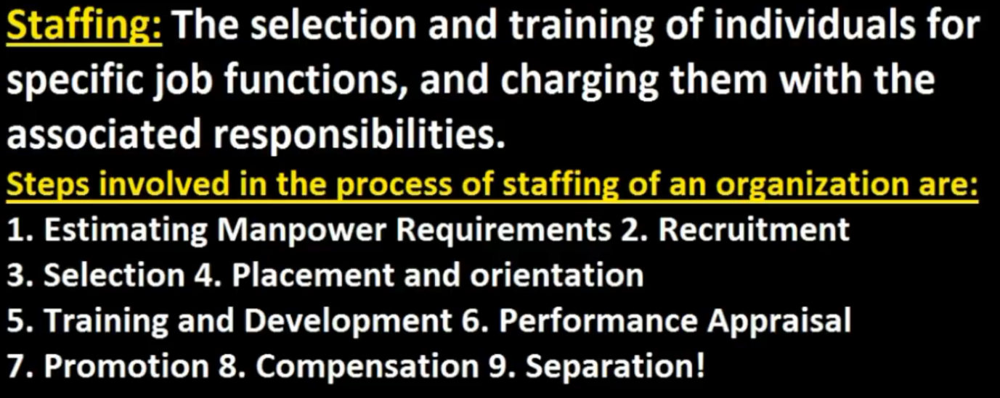 Staffing: The selection and training of individuals for
specific job functions, and charging them with the
associated responsibilities.
Steps involved in the process of staffing of an organization are:
1. Estimating Manpower Requirements 2. Recruitment
3. Selection 4. Placement and orientation
5. Training and Development 6. Performance Appraisal
7. Promotion 8. Compensation 9. Separation!